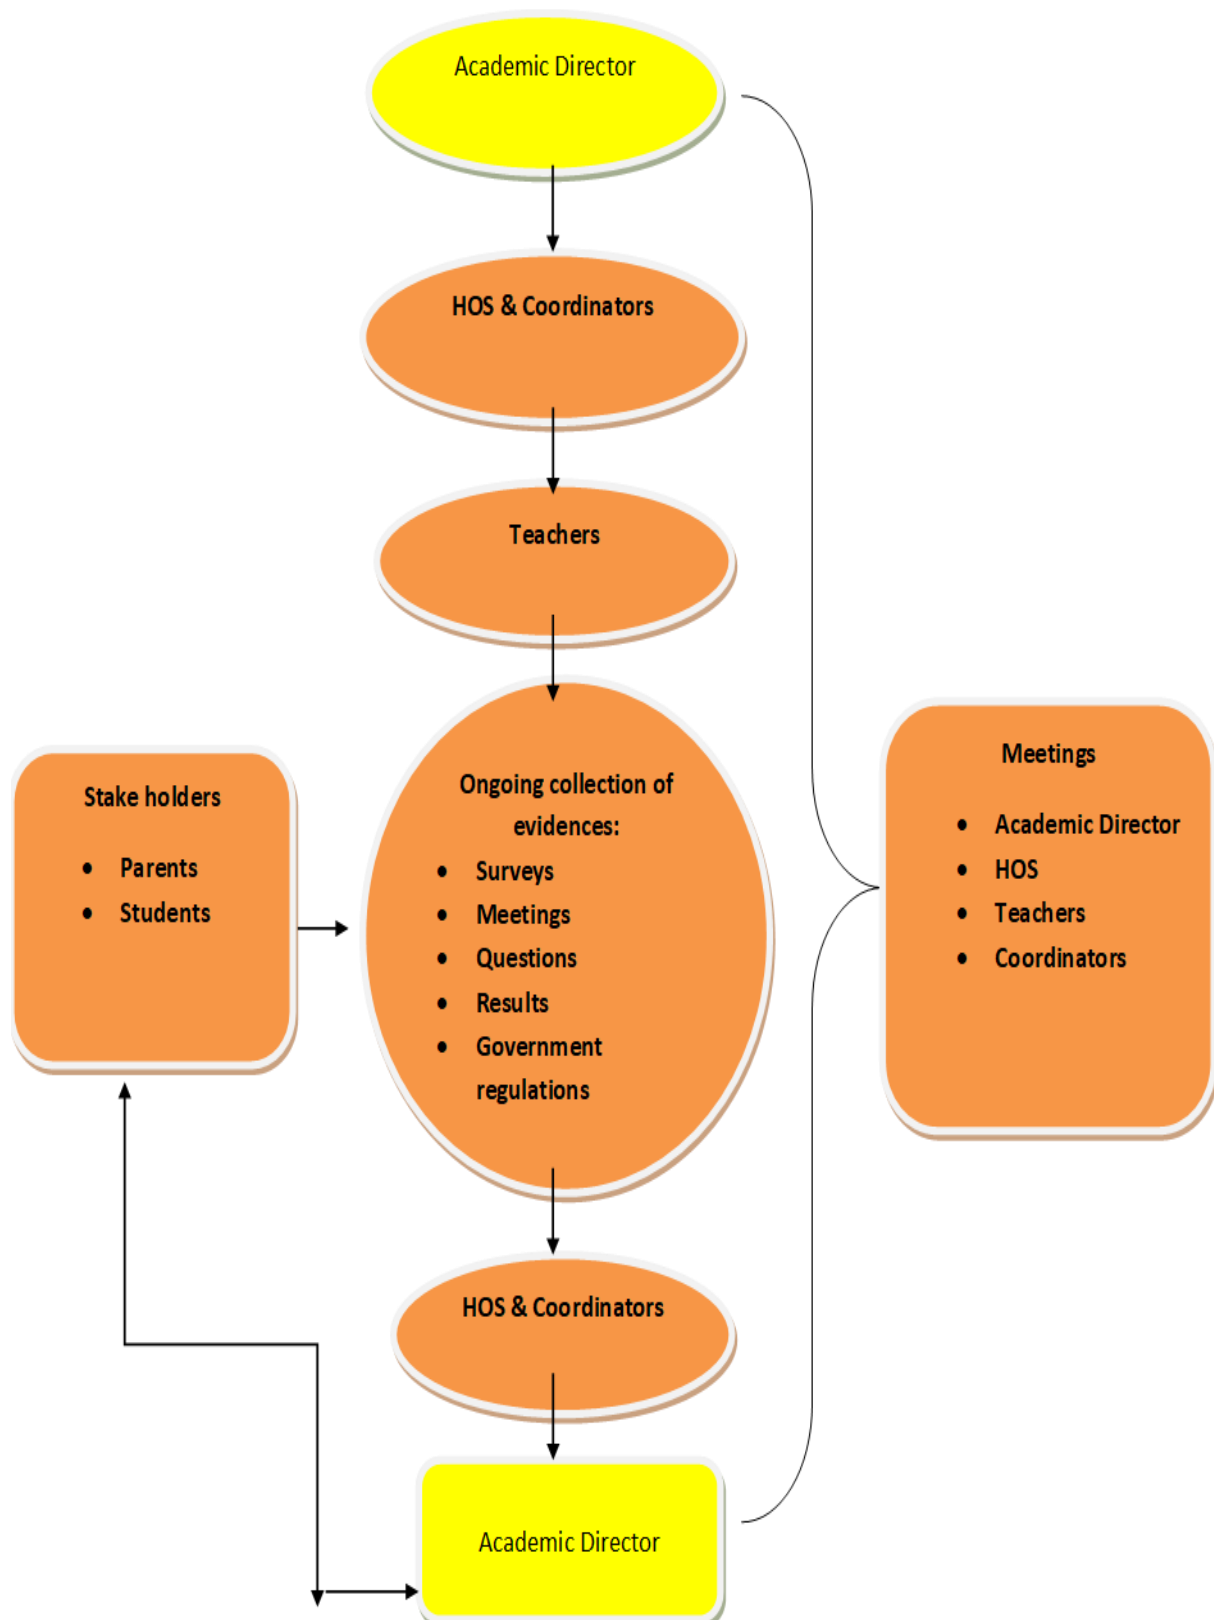 Academic Director
HOS & Coordinators
Teachers
Stake holders
• Parents
• Students
Ongoing collection of
evidences:
• Surveys
• Meetings
• Questions
• Results
• Government
regulations
Meetings
• Academic Director
• HOS
• Teachers
• Coordinators
HOS & Coordinators
Academic Director